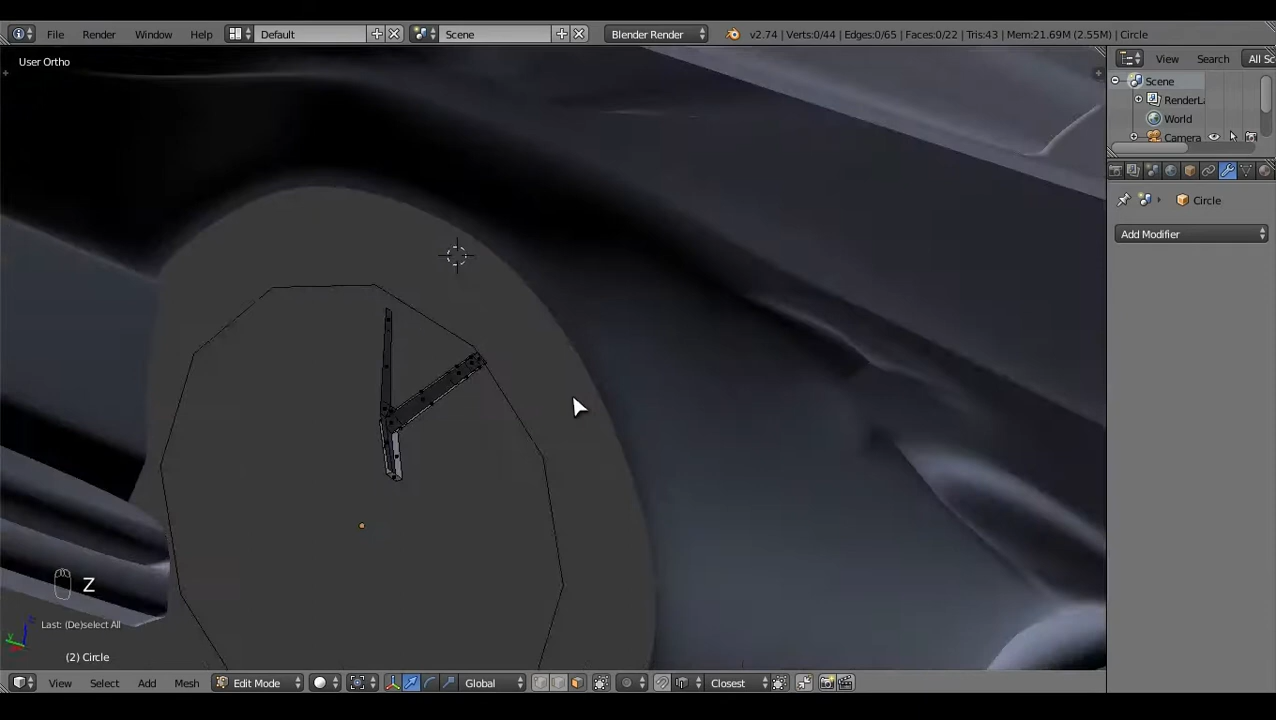 File Render Window Help Default Scene Blender Render v2.74 | Verts:0/44 | Edges:0/65 | Faces:0/22 | Tris:43 | Mem:21.69M (2.55M) | Circle
User Ortho
View Search All Sc
Scene
RenderLa
World
Camera
Circle
Add Modifier
Z
Last: (De)select All
(2) Circle
View Select Add Mesh Edit Mode Global Closest